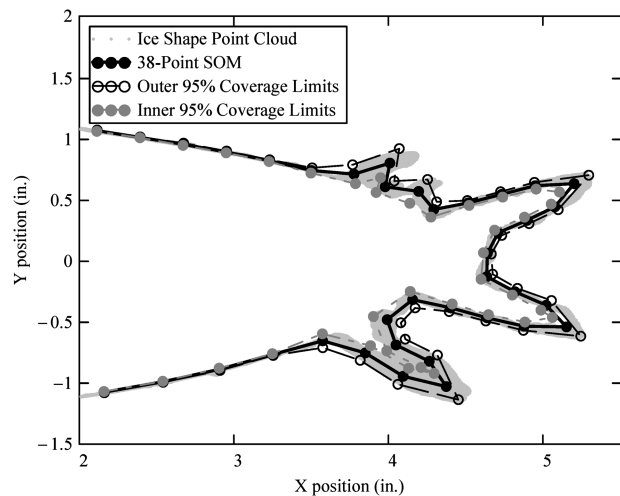 2
Ice Shape Point Cloud
38-Point SOM
Outer 95% Coverage Limits
Inner 95% Coverage Limits
1.5
1
0.5
0
−0.5
−1
−1.5
Y position (in.)
2
3
4
5
X position (in.)